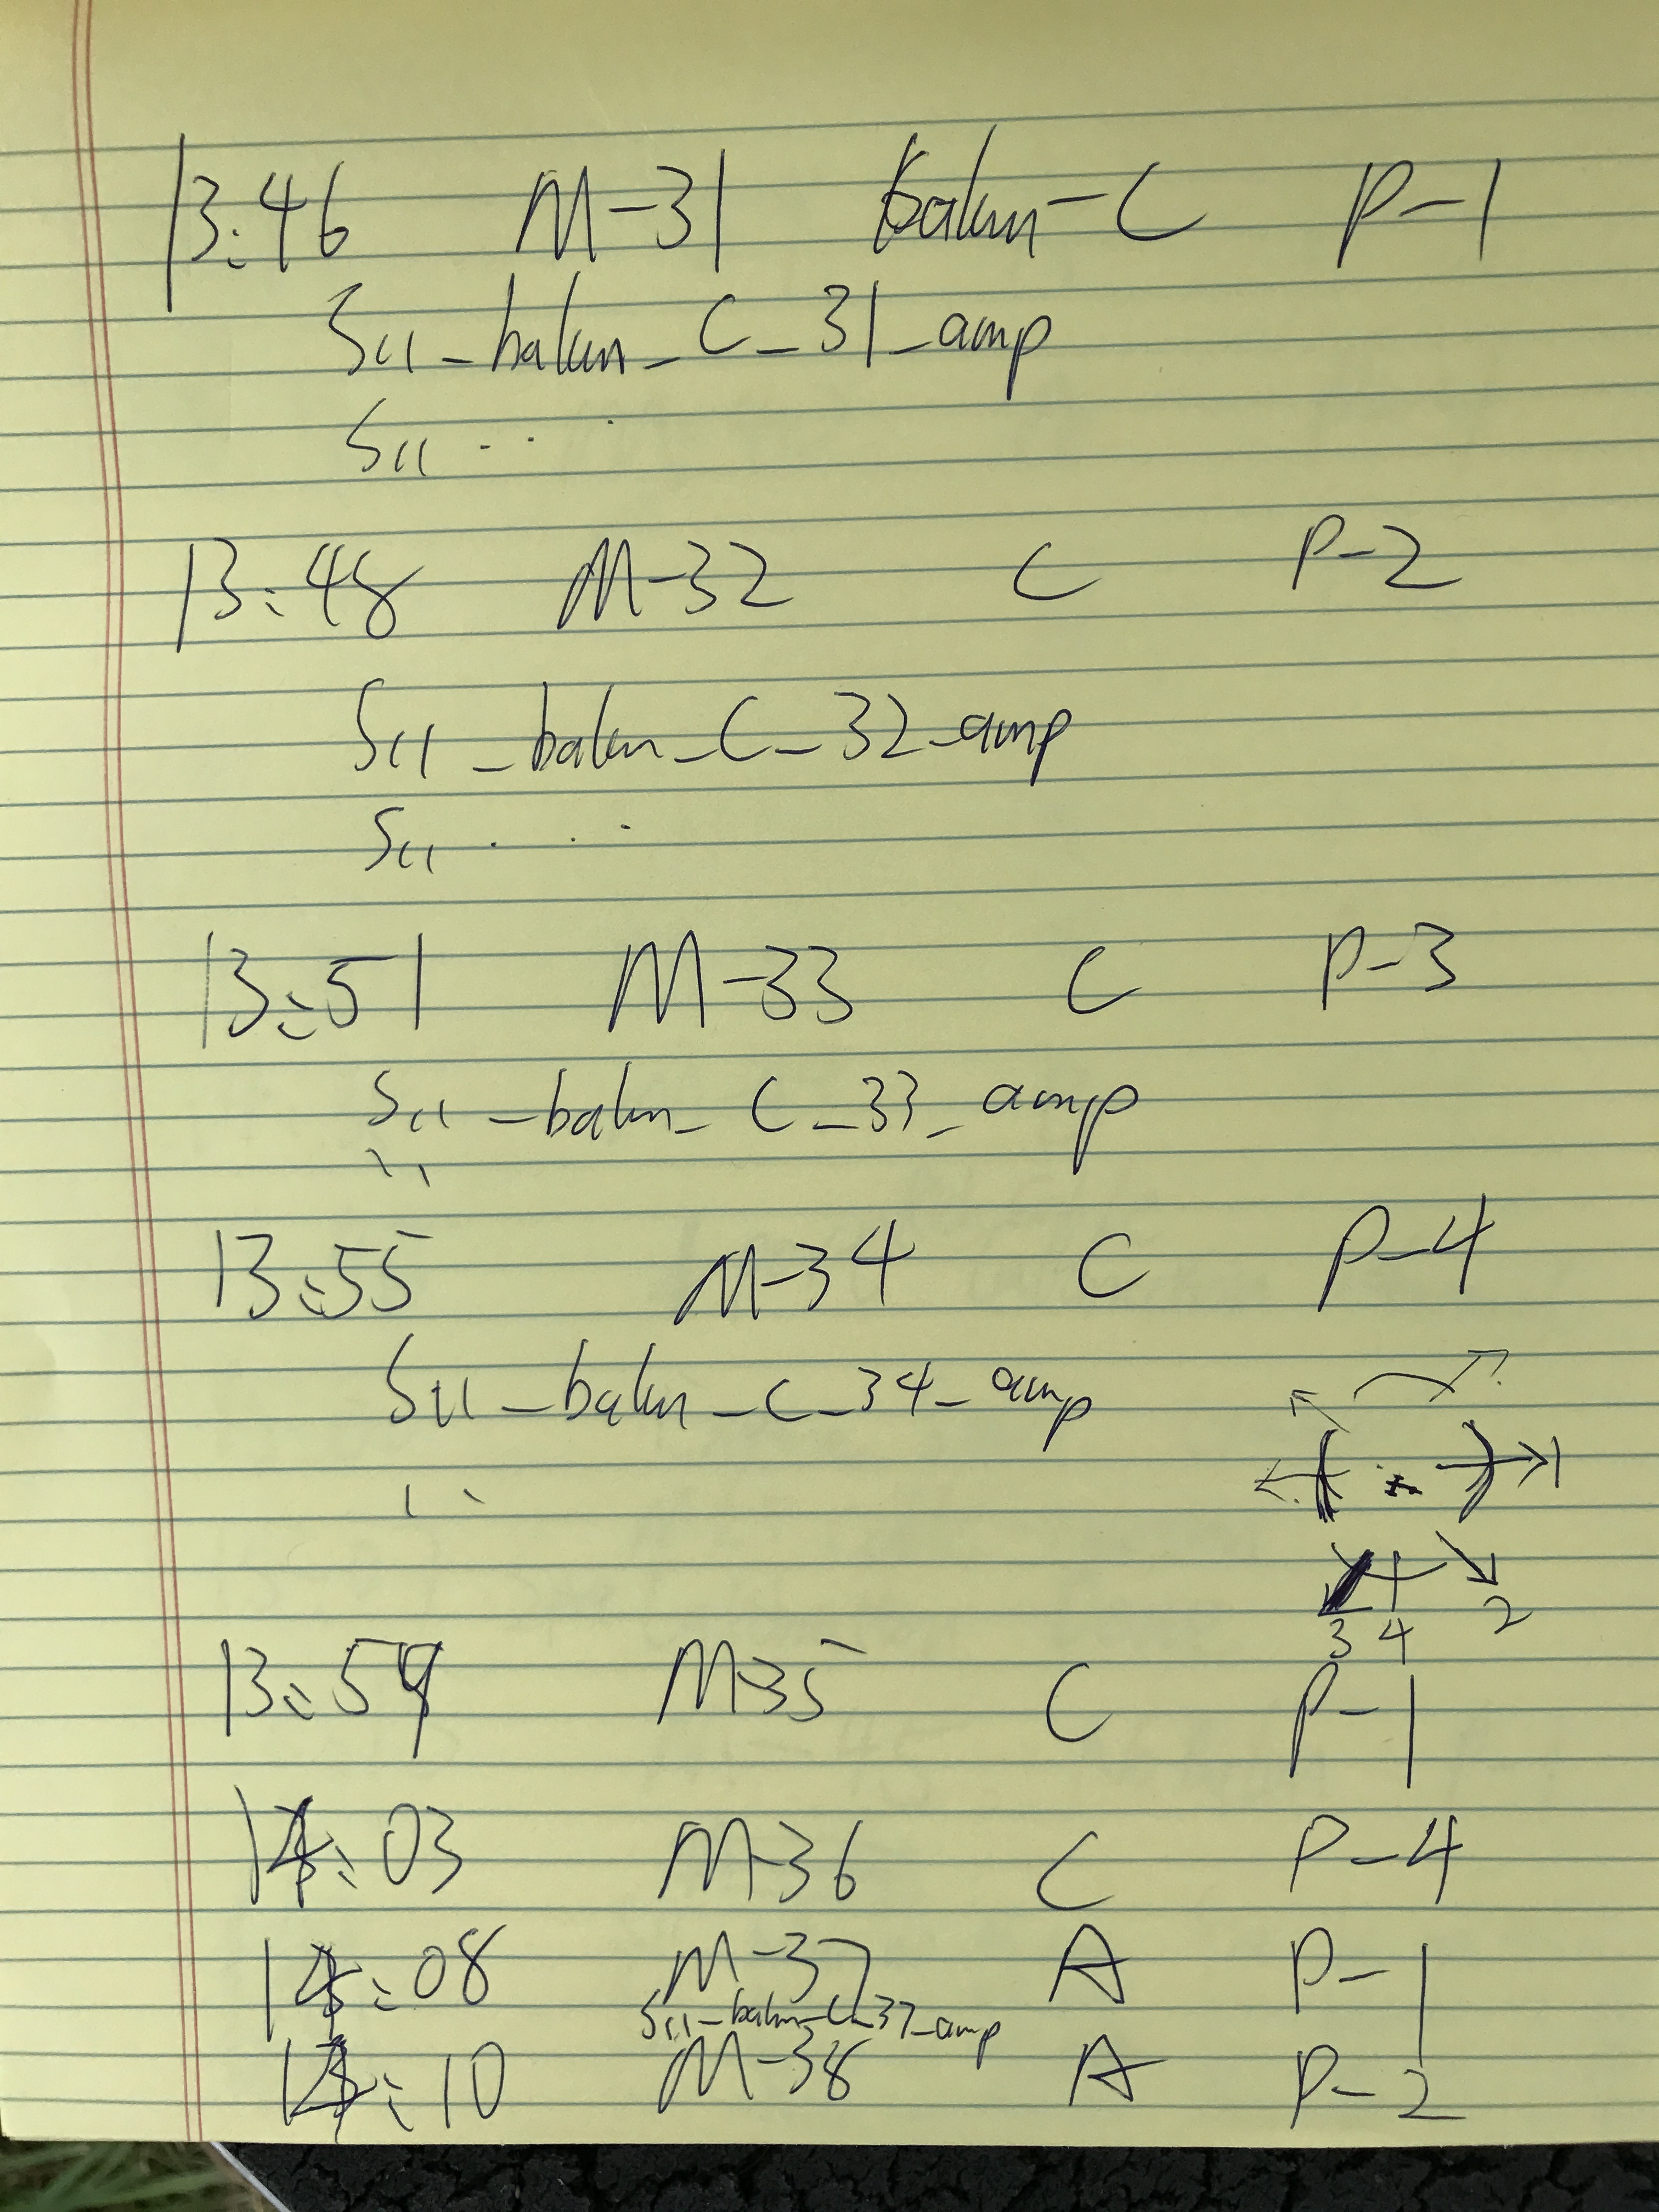 13:46 M-31 balun-C P-1
S11_balun_C_31_amp
S11 . . .
13:48 M-32 C P-2
S11_balun_C_32_amp
S11 . . .
13:51 M-33 C P-3
S11_balun_C_33_amp
13:55 M-34 C P-4
S11_balun_C_34_amp
1
2
3 4
13:59 M-35 C P-1
14:03 M-36 C P-4
14:08 M-37 A P-1
S11_balun_C_37_amp
14:10 M-38 A P-2